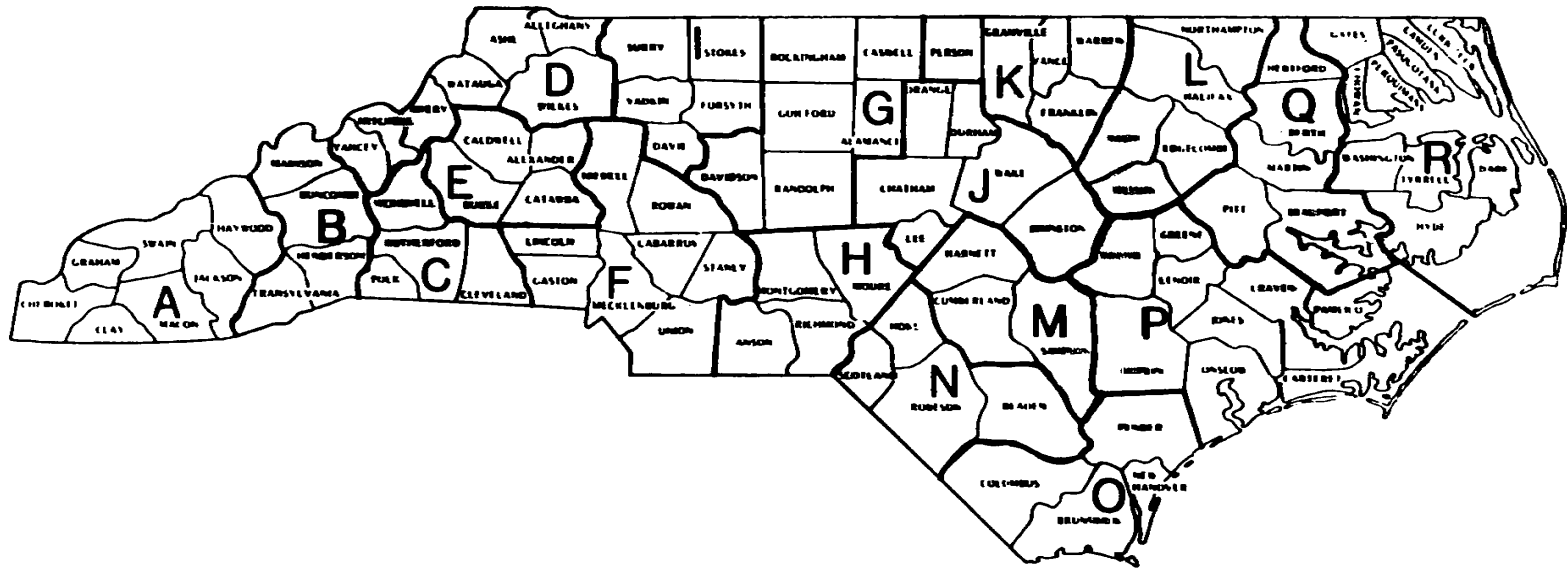 ALLEGHANY
ASHE
SURRY
I
STOKES
ROCKINGHAM
CASWELL
PERSON
GRANVILLE
VANCE
WARREN
NORTHAMPTON
GATES
HERTFORD
PERQUIMANS
WATAUGA
D
WILKES
YADKIN
FORSYTH
GUILFORD
G
ALAMANCE
ORANGE
DURHAM
K
FRANKLIN
L
HALIFAX
Q
BERTIE
AVERY
MITCHELL
YANCEY
MADISON
CALDWELL
ALEXANDER
IREDELL
DAVIE
DAVIDSON
RANDOLPH
CHATHAM
J
WAKE
EDGECOMBE
MARTIN
WASHINGTON
R
TYRRELL
DARE
BUNCOMBE
B
McDOWELL
E
BURKE
CATAWBA
ROWAN
WILSON
PITT
BEAUFORT
HYDE
HAYWOOD
SWAIN
GRAHAM
JACKSON
HENDERSON
RUTHERFORD
LINCOLN
CABARRUS
STANLY
LEE
HARNETT
JOHNSTON
WAYNE
GREENE
LENOIR
CRAVEN
PAMLICO
CHEROKEE
CLAY
A
MACON
TRANSYLVANIA
POLK
C
CLEVELAND
GASTON
F
MECKLENBURG
MONTGOMERY
H
MOORE
CUMBERLAND
M
SAMPSON
P
DUPLIN
JONES
UNION
ANSON
RICHMOND
HOKE
SCOTLAND
N
ROBESON
BLADEN
ONSLOW
CARTERET
PENDER
COLUMBUS
O
NEW
HANOVER
BRUNSWICK